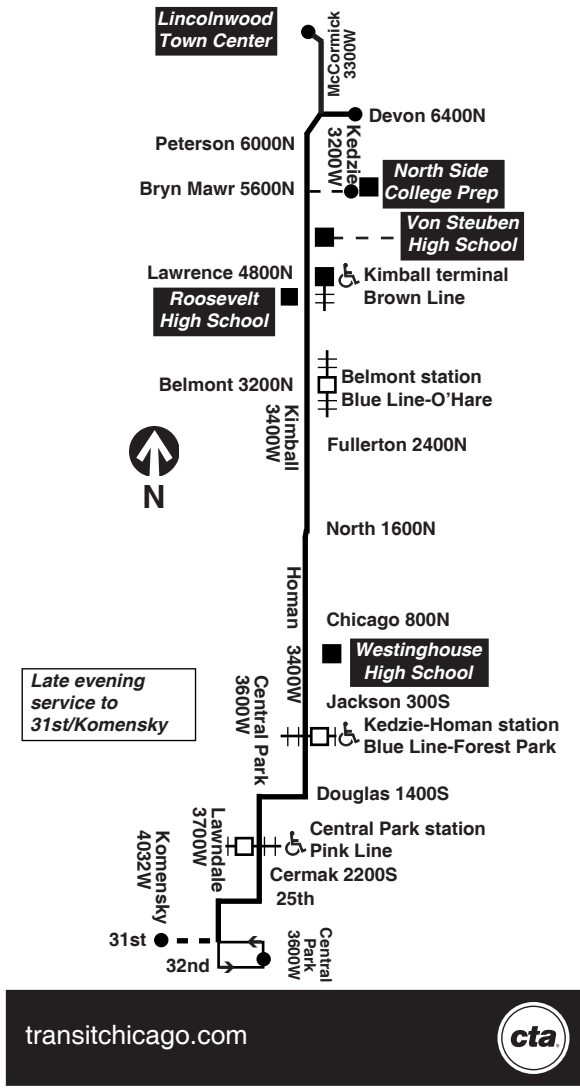 Lincolnwood
Town Center
McCormick
3300W
Devon 6400N
Peterson 6000N
Kedzie
3200W
Bryn Mawr 5600N
North Side
College Prep
Von Steuben
High School
Lawrence 4800N
Kimball terminal
Brown Line
Roosevelt
High School
Belmont 3200N
Belmont station
Blue Line-O'Hare
Kimball
3400W
Fullerton 2400N
N
North 1600N
Homan 3400W
Chicago 800N
Westinghouse
High School
Late evening
service to
31st/Komensky
Central Park
3600W
Jackson 300S
Kedzie-Homan station
Blue Line-Forest Park
Douglas 1400S
Lawndale
3700W
Central Park station
Pink Line
Komensky
4032W
Cermak 2200S
25th
31st
32nd
Central
Park
3600W
transitchicago.com
cta